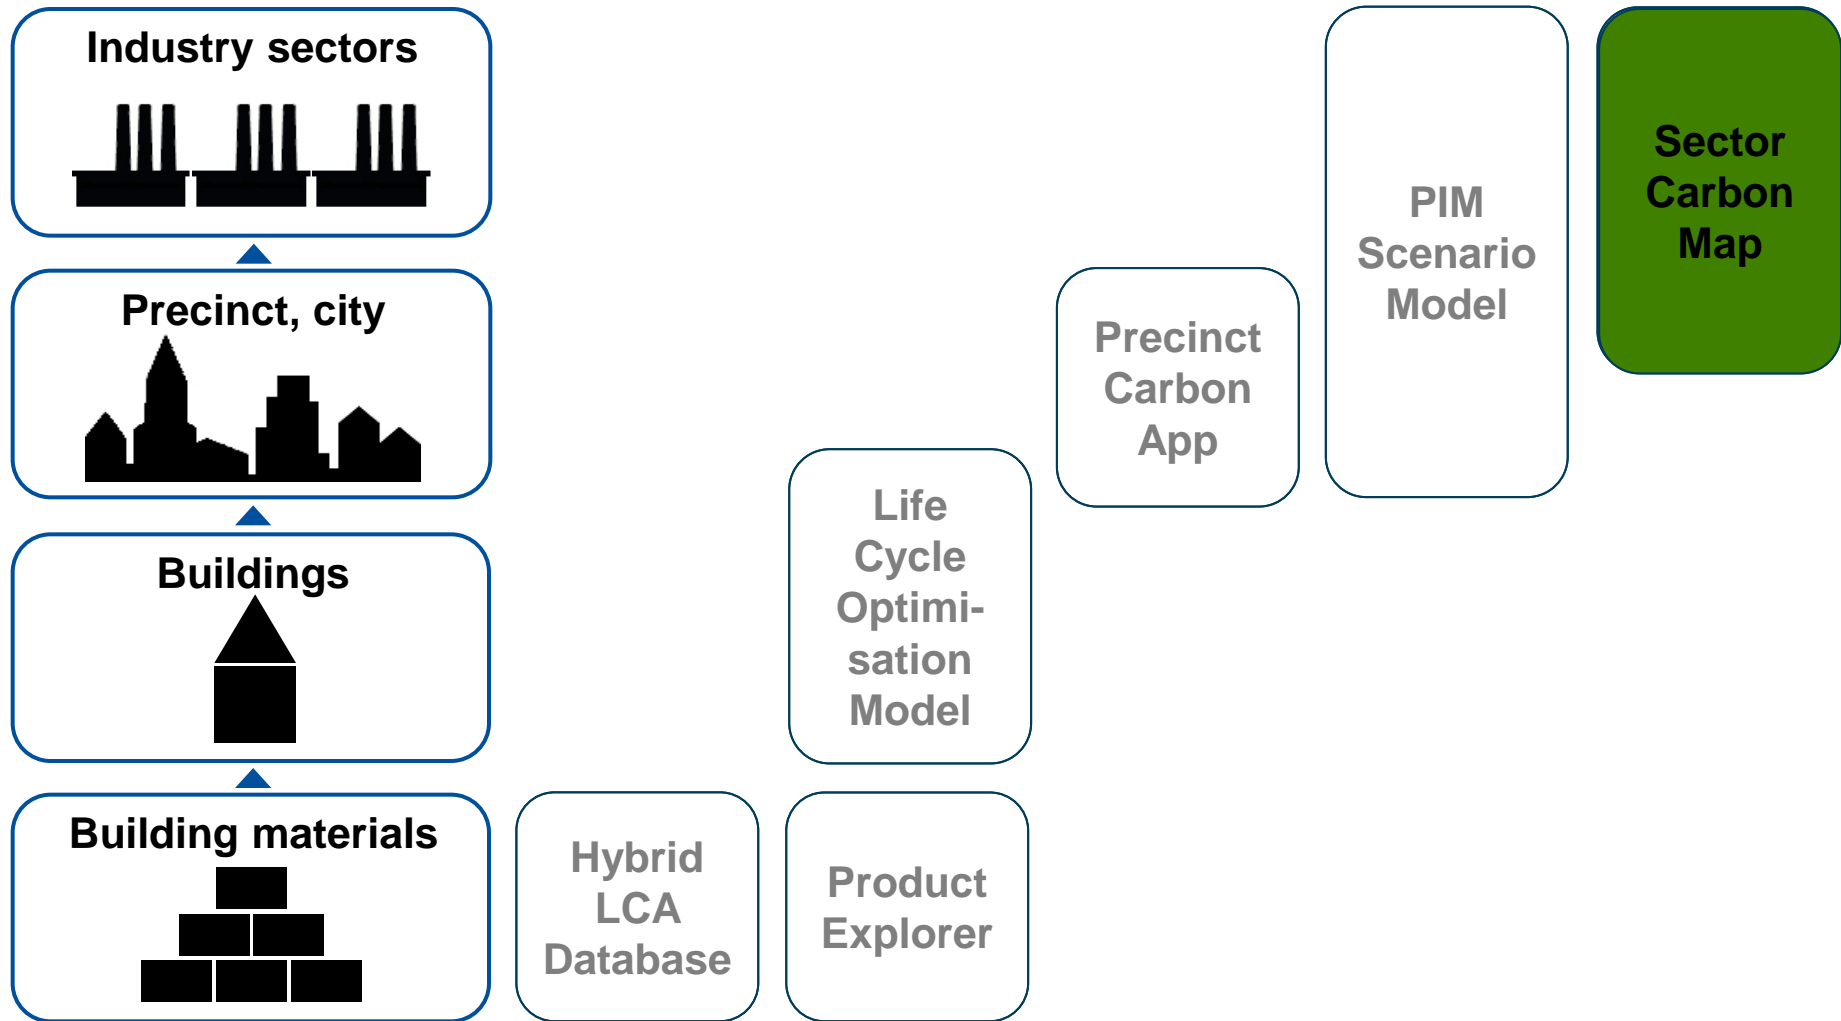 Industry sectors
Precinct, city
Buildings
Building materials
Hybrid
LCA
Database
Product
Explorer
Life
Cycle
Optimi-
sation
Model
Precinct
Carbon
App
PIM
Scenario
Model
Sector
Carbon
Map